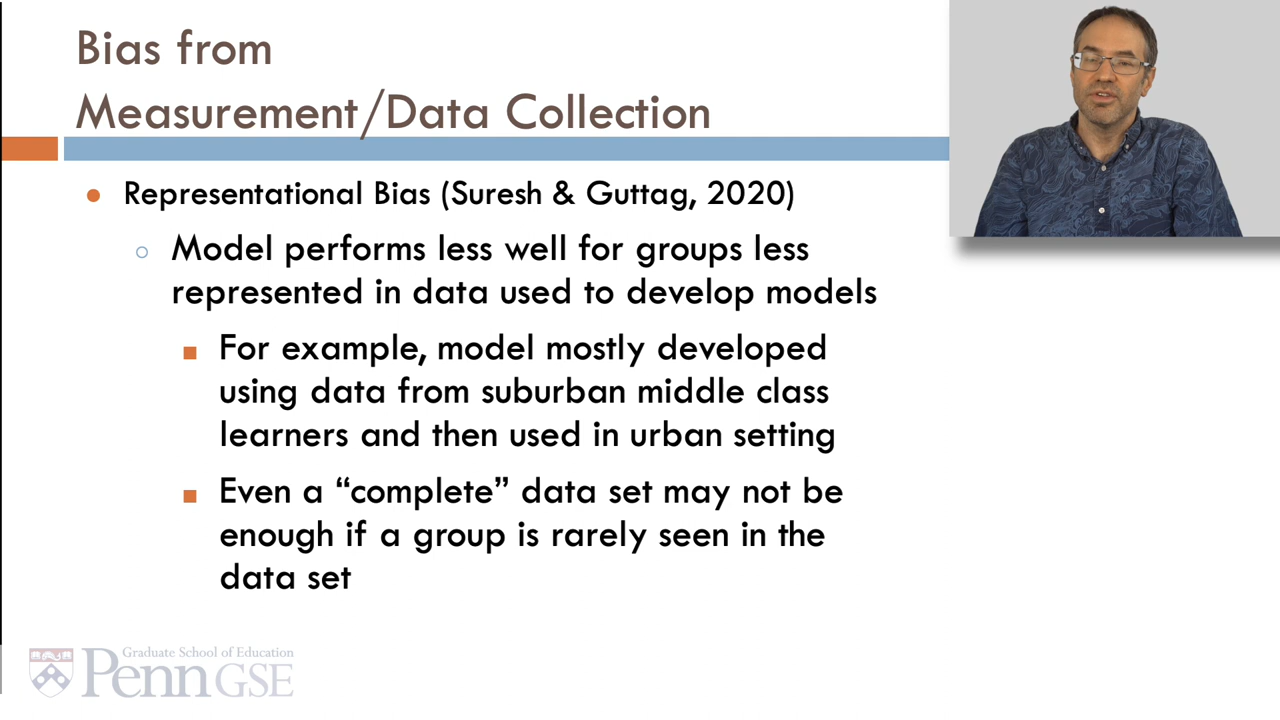 Bias from
Measurement/Data Collection
Representational Bias (Suresh & Guttag, 2020)
Model performs less well for groups less
represented in data used to develop models
For example, model mostly developed
using data from suburban middle class
learners and then used in urban setting
Even a “complete” data set may not be
enough if a group is rarely seen in the
data set
Graduate School of Education
Penn GSE